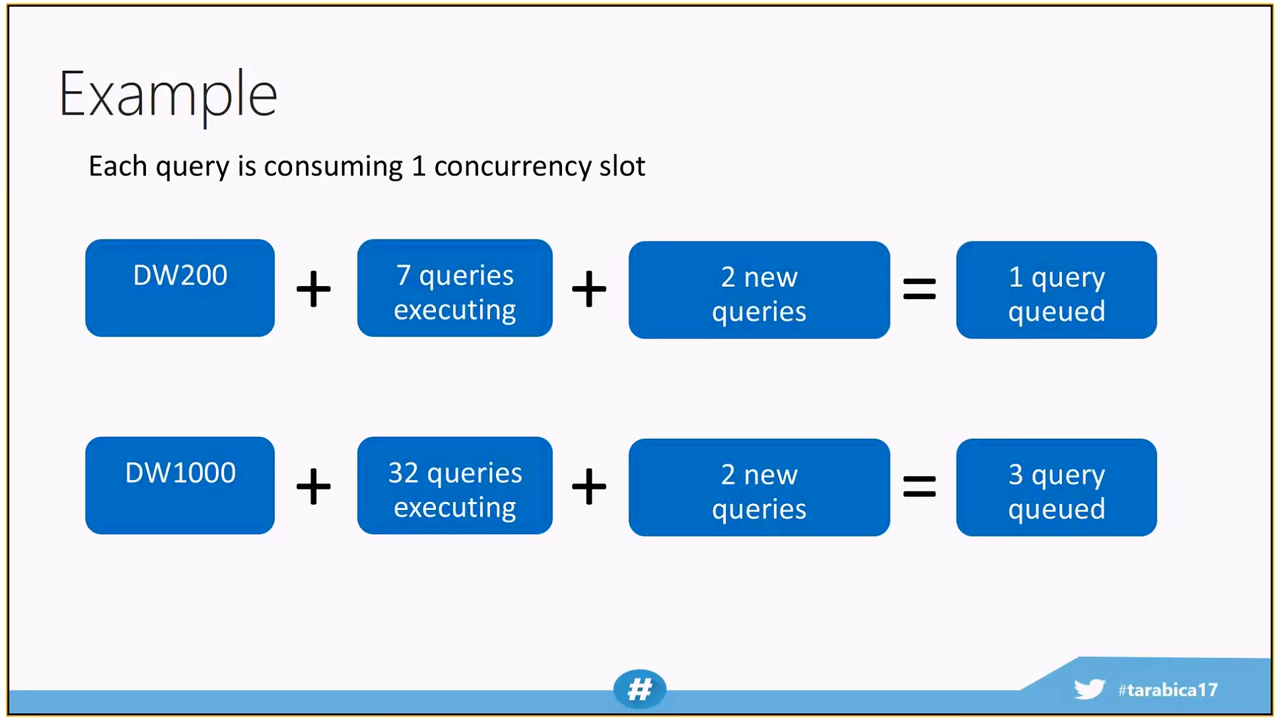 Example
Each query is consuming 1 concurrency slot
DW200
+
7 queries
executing
+
2 new
queries
=
1 query
queued
DW1000
+
32 queries
executing
+
2 new
queries
=
3 query
queued
#
#tarabica17